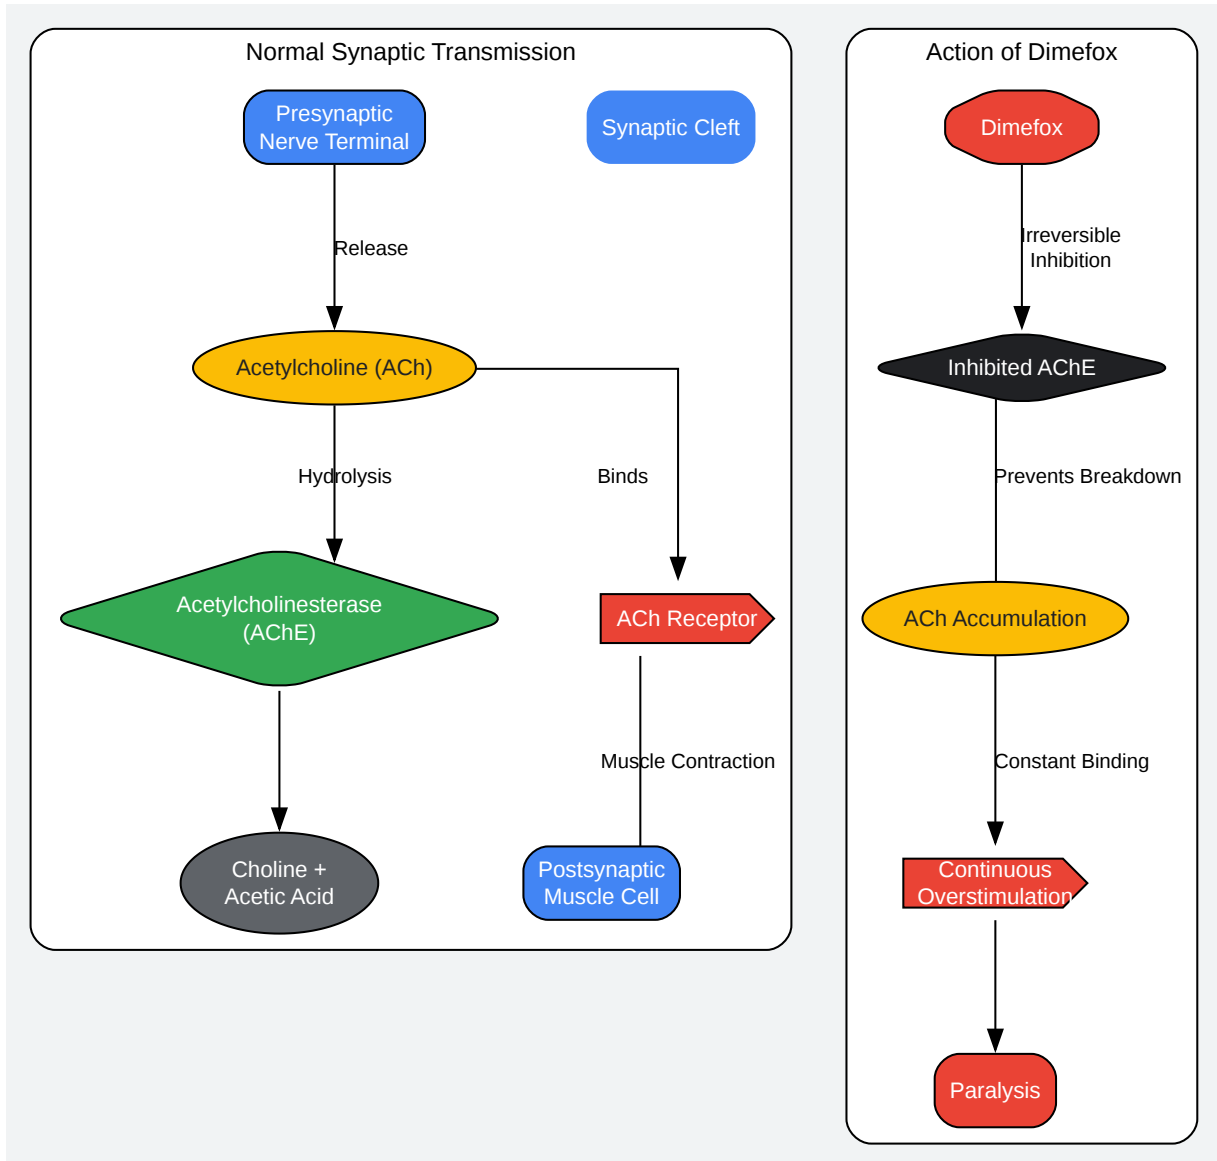 Normal Synaptic Transmission
Presynaptic
Nerve Terminal
Synaptic Cleft
Release
Acetylcholine (ACh)
Hydrolysis
Binds
Acetylcholinesterase
(AChE)
ACh Receptor
Muscle Contraction
Choline +
Acetic Acid
Postsynaptic
Muscle Cell
Action of Dimefox
Dimefox
Irreversible
Inhibition
Inhibited AChE
Prevents Breakdown
ACh Accumulation
Constant Binding
Continuous
Overstimulation
Paralysis